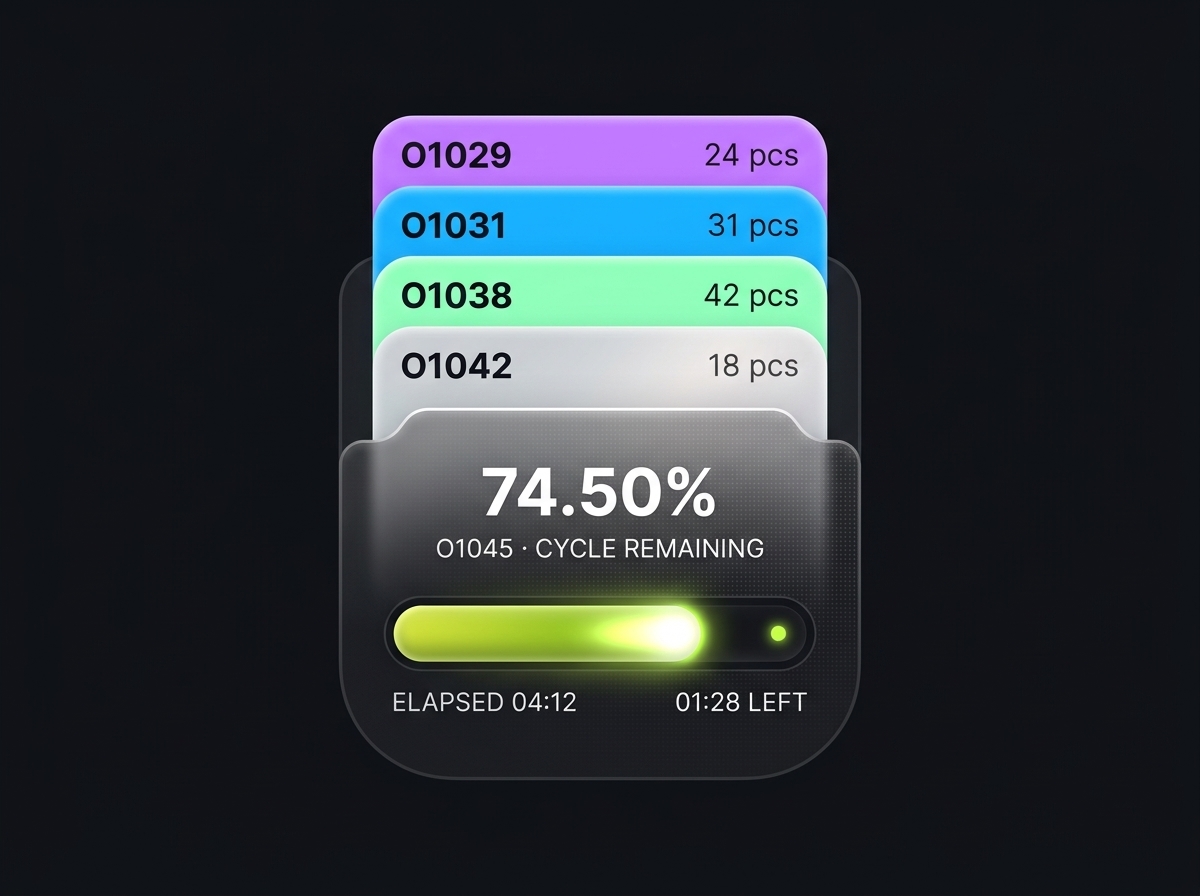 O1029 24 pcs
O1031 31 pcs
O1038 42 pcs
O1042 18 pcs
74.50%
O1045 · CYCLE REMAINING
ELAPSED 04:12 01:28 LEFT